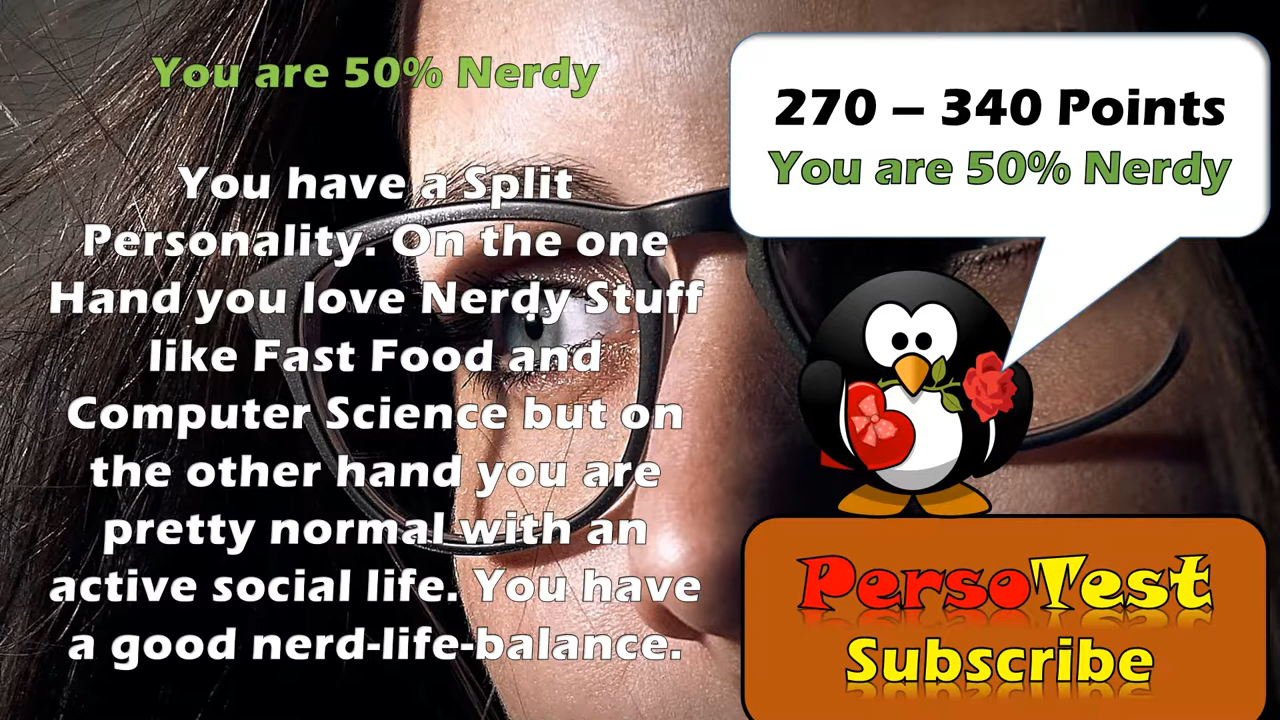 You are 50% Nerdy
You have a Split
Personality. On the one
Hand you love Nerdy Stuff
like Fast Food and
Computer Science but on
the other hand you are
pretty normal with an
active social life. You have
a good nerd-life-balance.
270 – 340 Points
You are 50% Nerdy
PersoTest
Subscribe